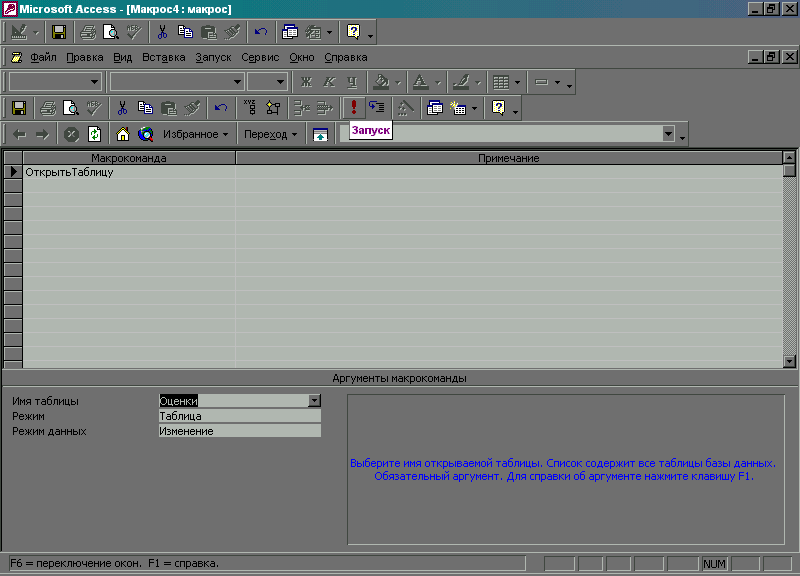 Microsoft Access - [Макрос4 : макрос]
Файл Правка Вид Вставка Запуск Сервис Окно Справка
Ж К Ч
XYZ
Избранное Переход
Запуск
Макрокоманда Примечание
ОткрытьТаблицу
Аргументы макрокоманды
Имя таблицы Оценки
Режим Таблица
Режим данных Изменение
Выберите имя открываемой таблицы. Список содержит все таблицы базы данных.
Обязательный аргумент. Для справки об аргументе нажмите клавишу F1.
F6 = переключение окон. F1 = справка. NUM